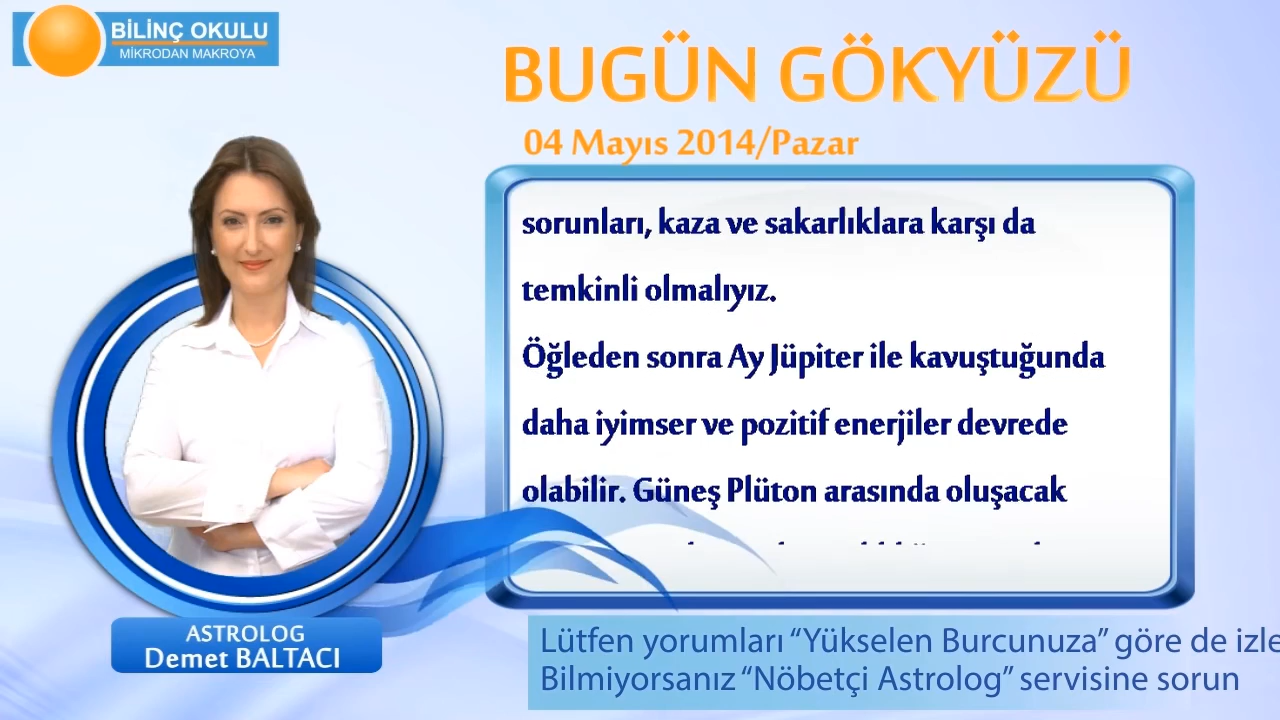 BİLİNÇ OKULU
MİKRODAN MAKROYA
BUGÜN GÖKYÜZÜ
04 Mayıs 2014/Pazar
sorunları, kaza ve sakarlıklara karşı da
temkinli olmalıyız.
Öğleden sonra Ay Jüpiter ile kavuştuğunda
daha iyimser ve pozitif enerjiler devrede
olabilir. Güneş Plüton arasında oluşacak
ASTROLOG
Demet BALTACI
Lütfen yorumları “Yükselen Burcunuza” göre de izle
Bilmiyorsanız “Nöbetçi Astrolog” servisine sorun